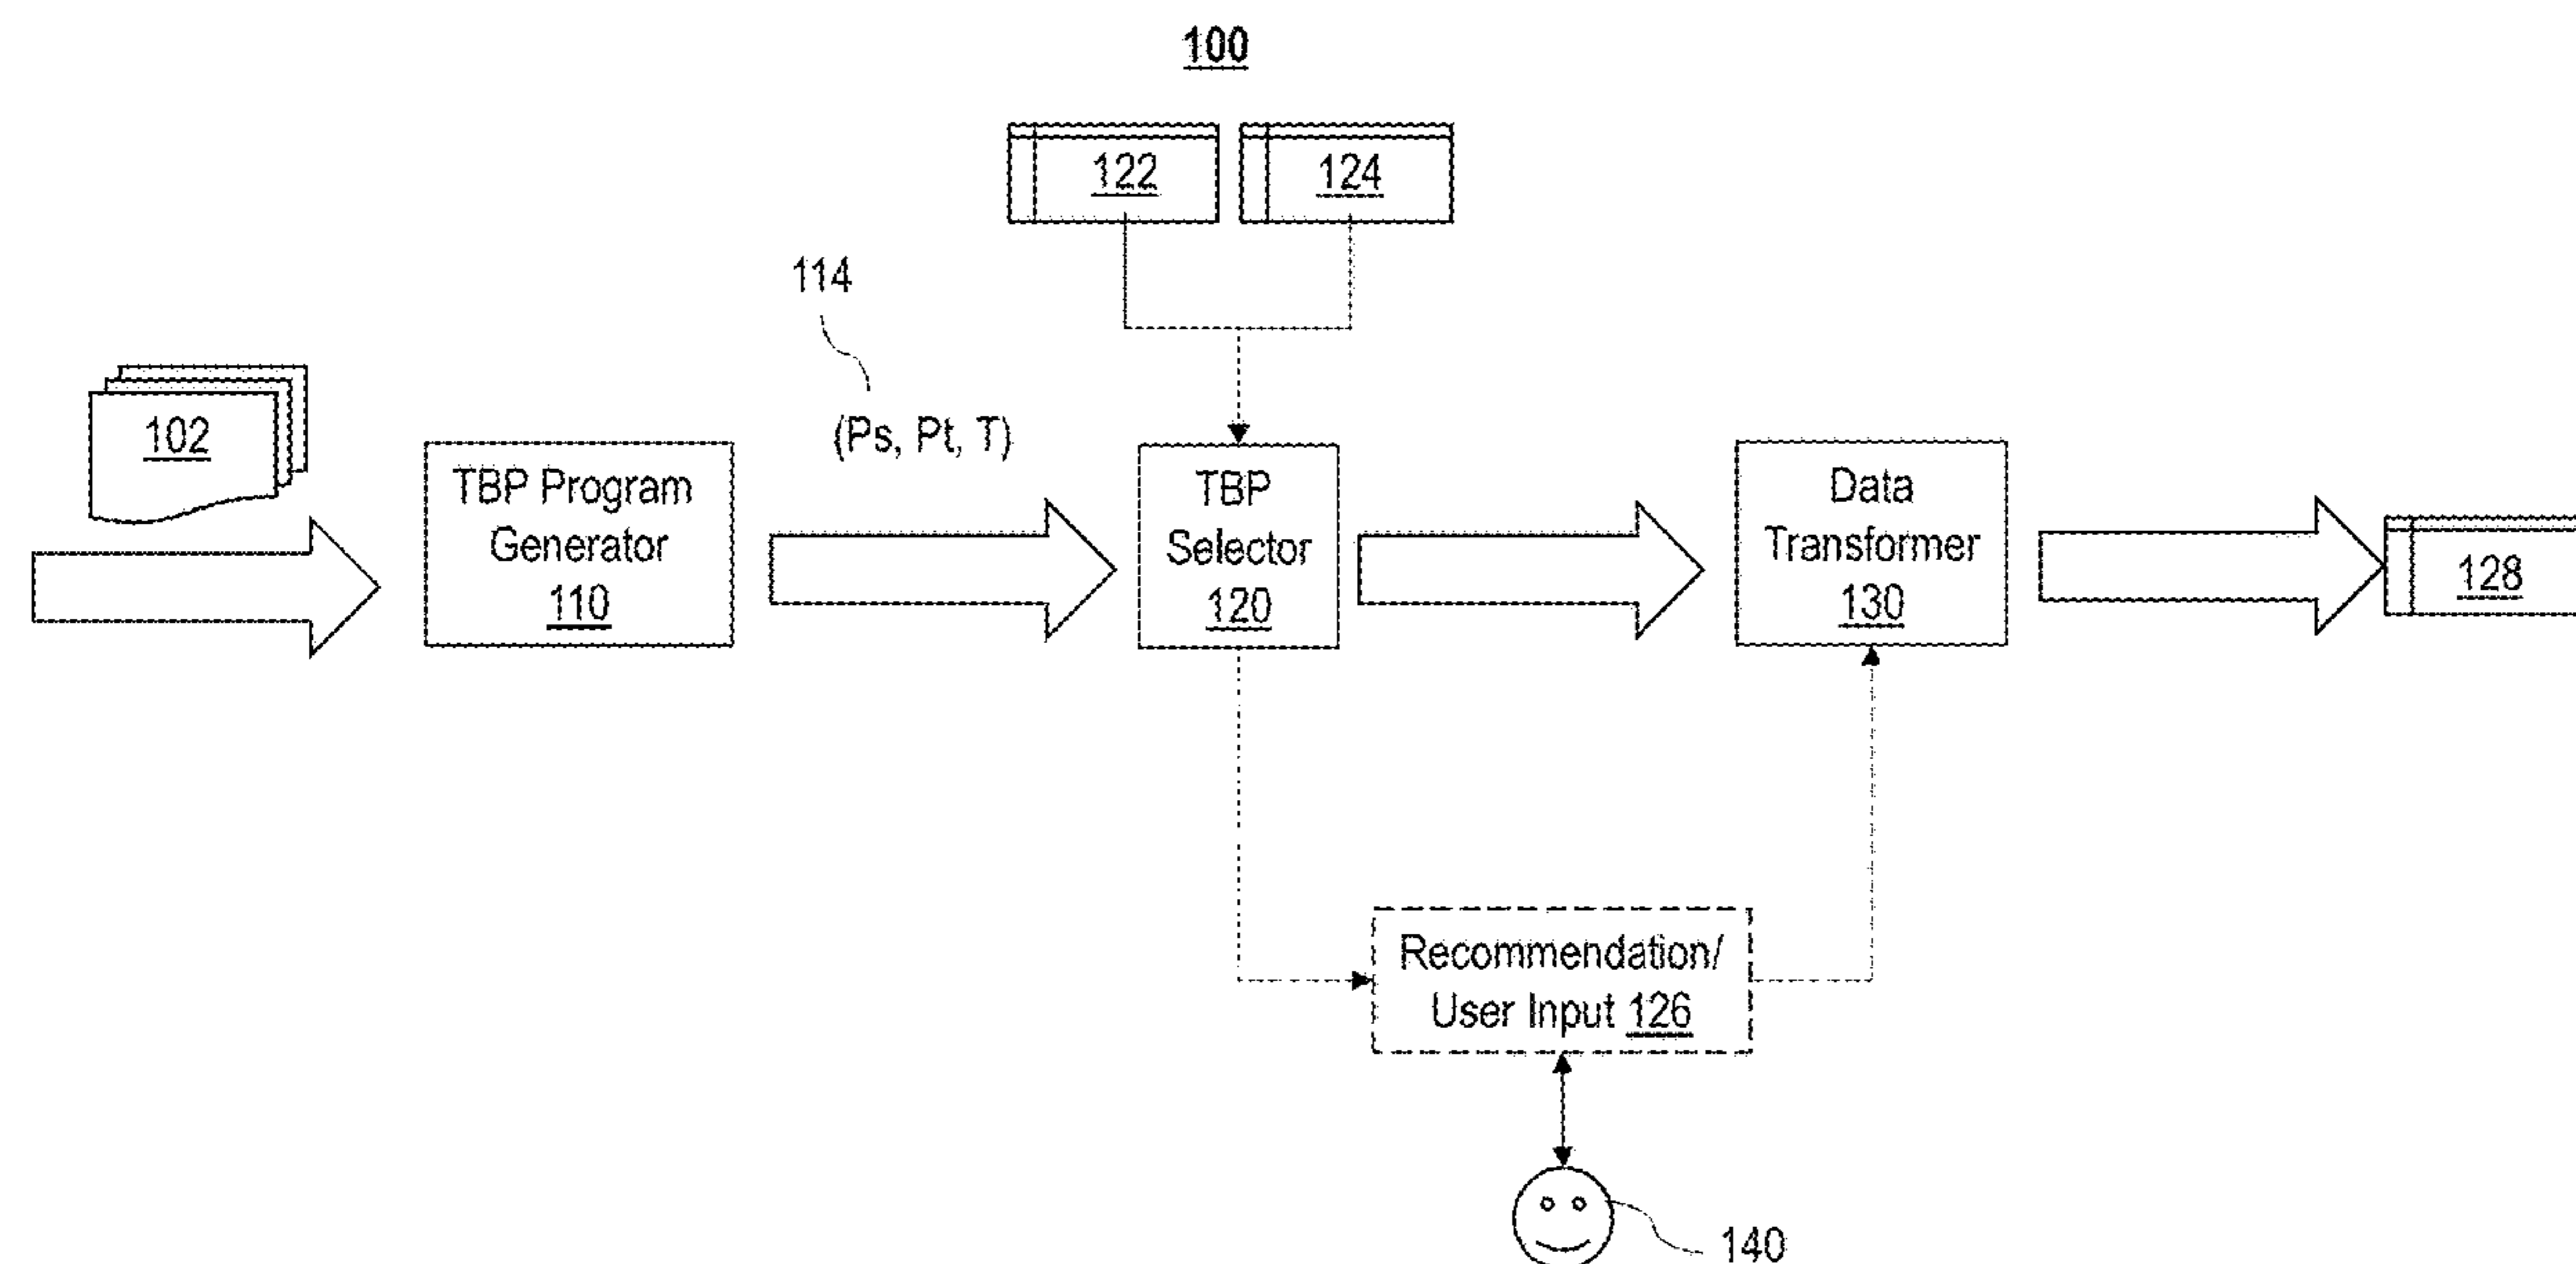 100
122
124
114
(Ps, Pt, T)
102
TBP Program
Generator
110
TBP
Selector
120
Data
Transformer
130
128
Recommendation/
User Input 126
140